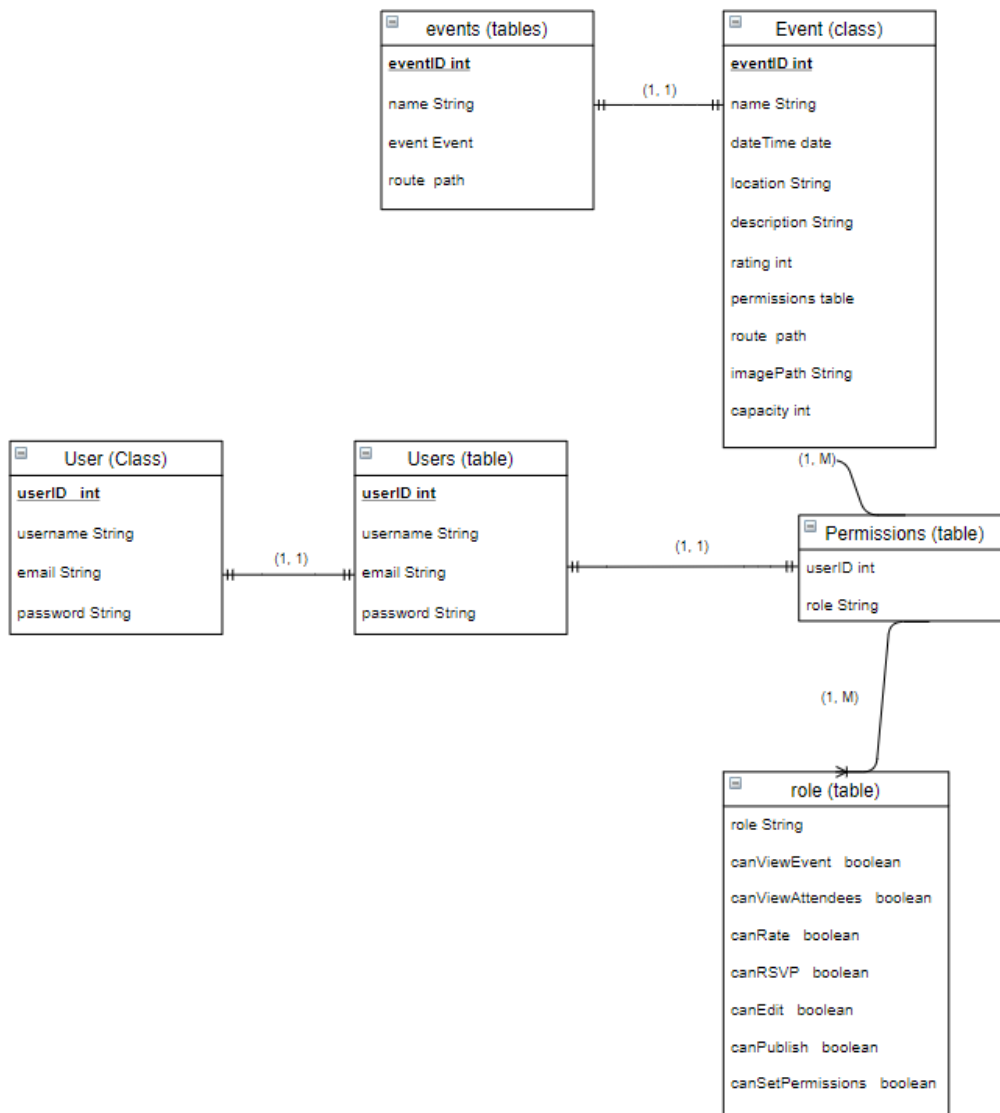 events (tables)
eventID int
name String
event Event
route path
(1, 1)
Event (class)
eventID int
name String
dateTime date
location String
description String
rating int
permissions table
route path
imagePath String
capacity int
(1, M)
User (Class)
userID int
username String
email String
password String
(1, 1)
Users (table)
userID int
username String
email String
password String
(1, 1)
Permissions (table)
userID int
role String
(1, M)
role (table)
role String
canViewEvent boolean
canViewAttendees boolean
canRate boolean
canRSVP boolean
canEdit boolean
canPublish boolean
canSetPermissions boolean